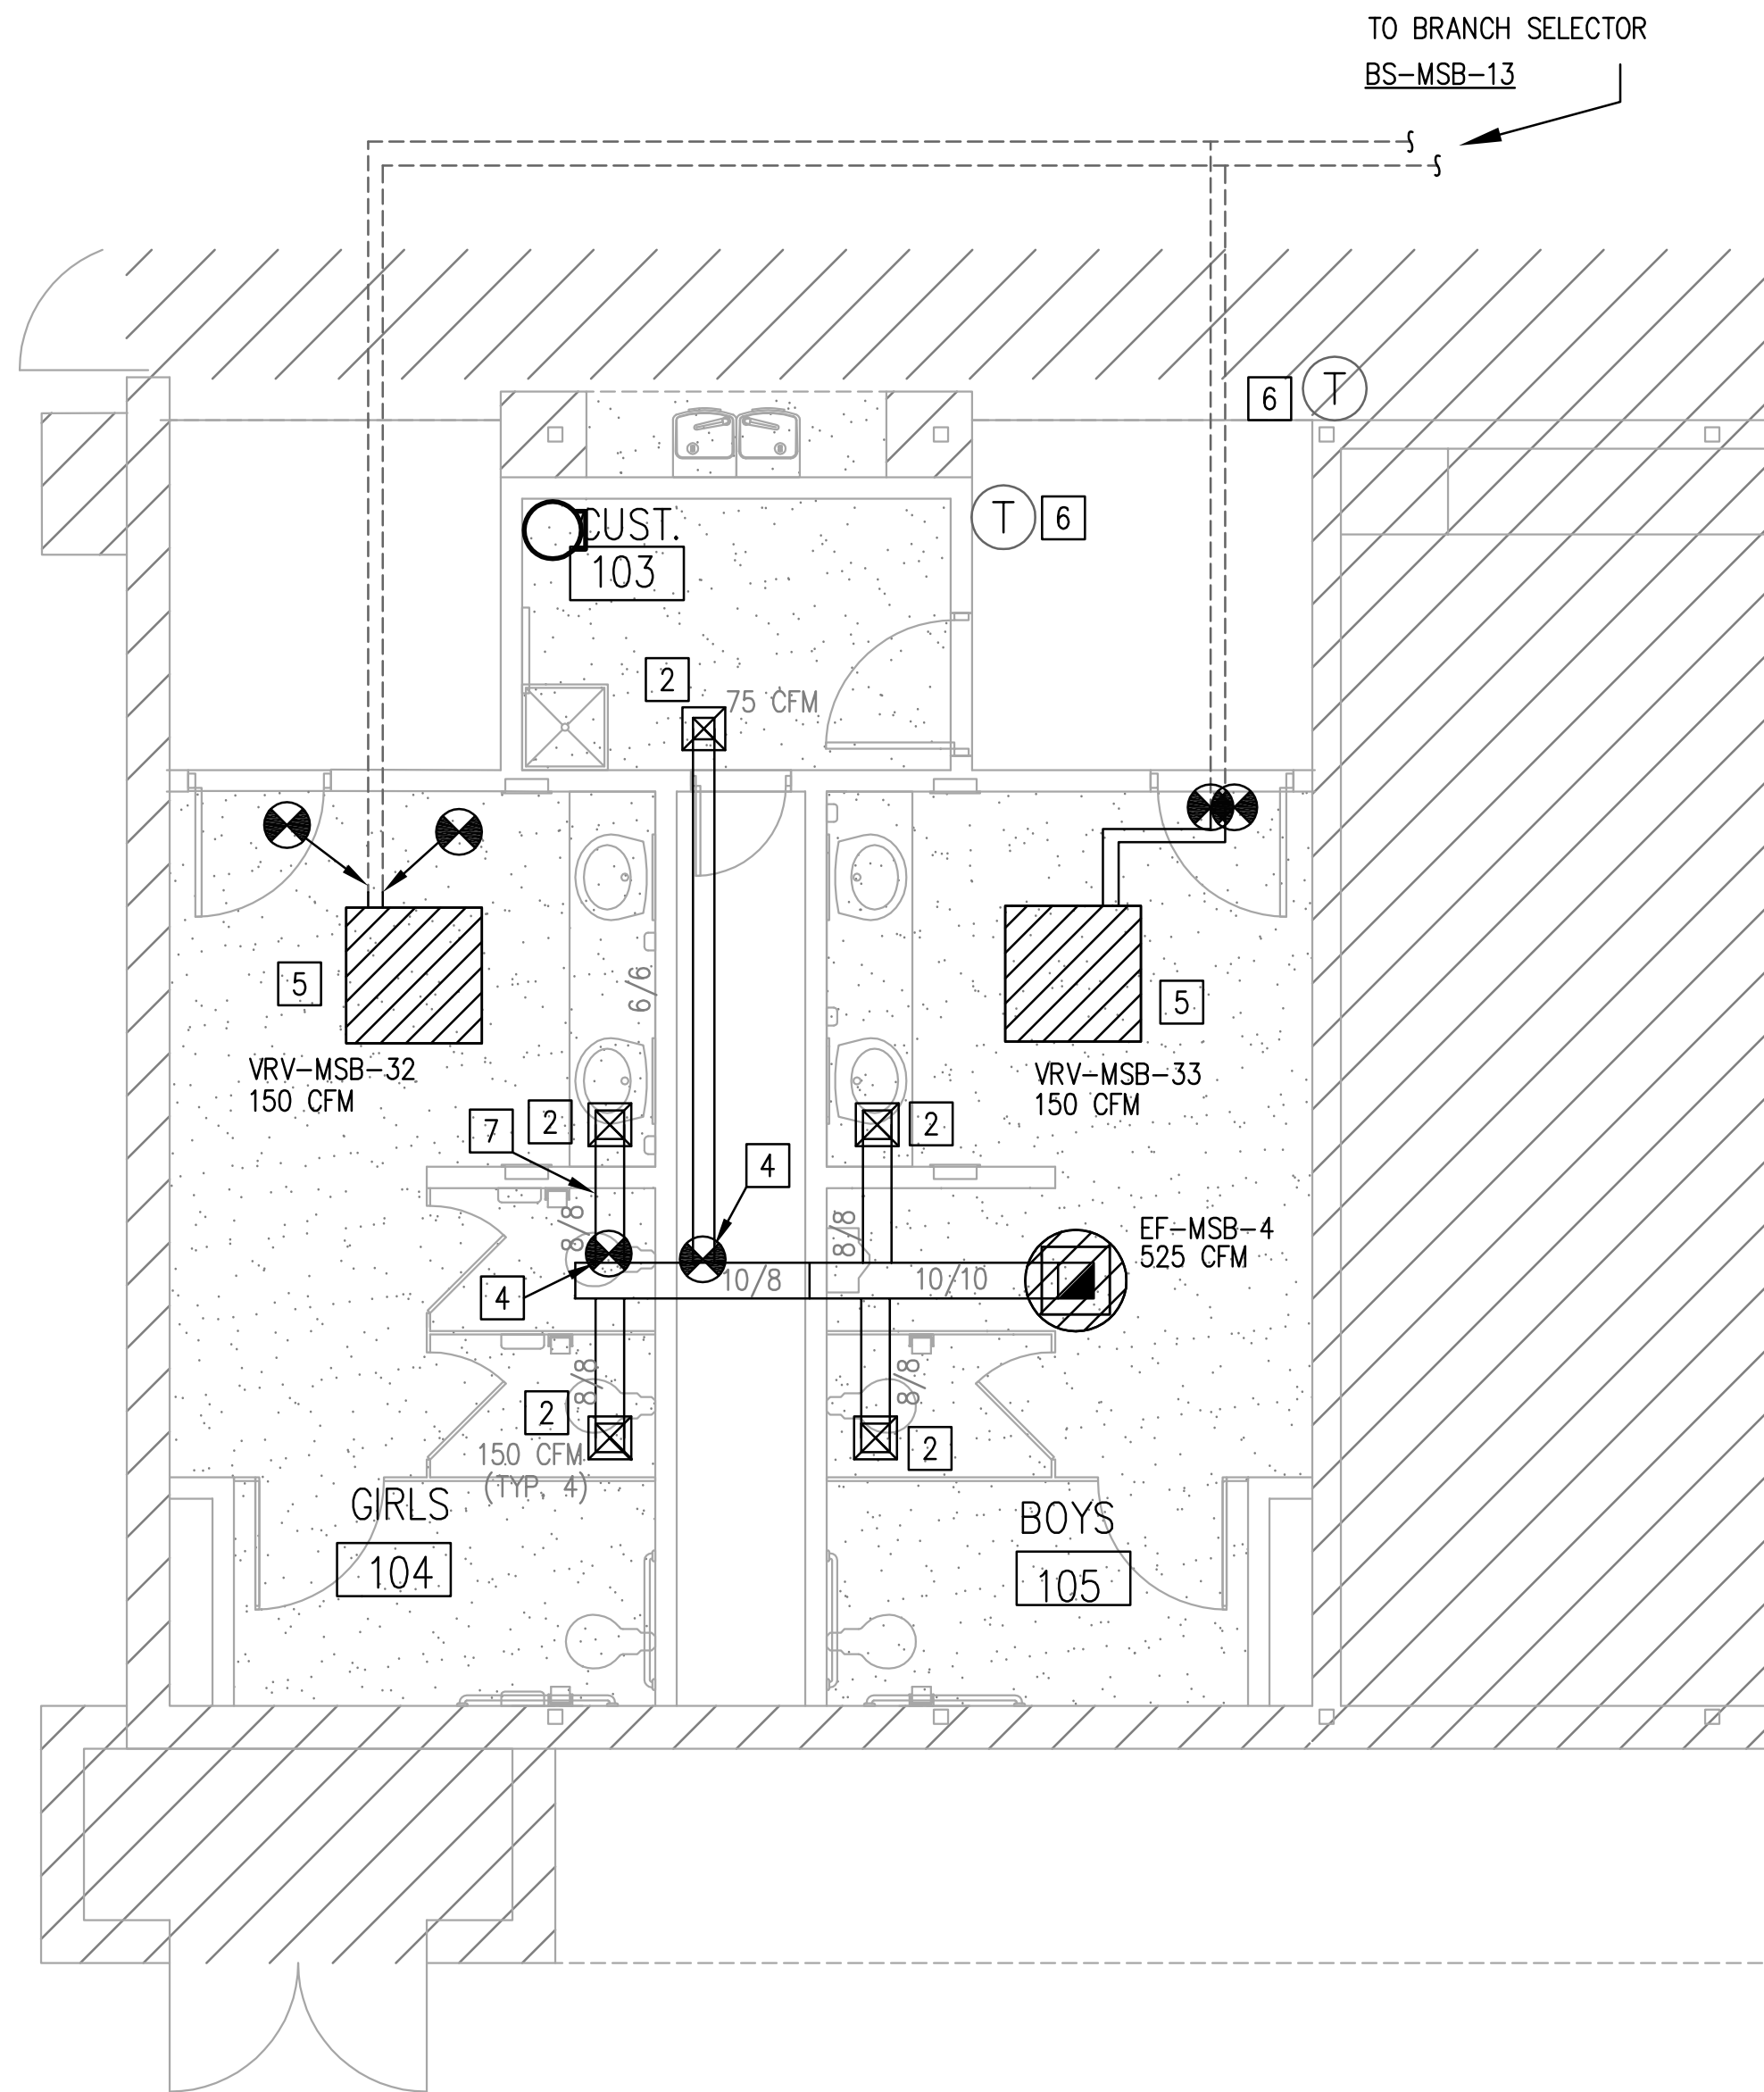 TO BRANCH SELECTOR
BS-MSB-13
6
T
T
6
CUST.
103
2
75 CFM
5
6/6
5
VRV-MSB-32
150 CFM
VRV-MSB-33
150 CFM
7
2
2
4
8/8
8/8
EF-MSB-4
525 CFM
4
10/8
10/10
8/8
8/8
2
2
150 CFM
(TYP. 4)
GIRLS
104
BOYS
105